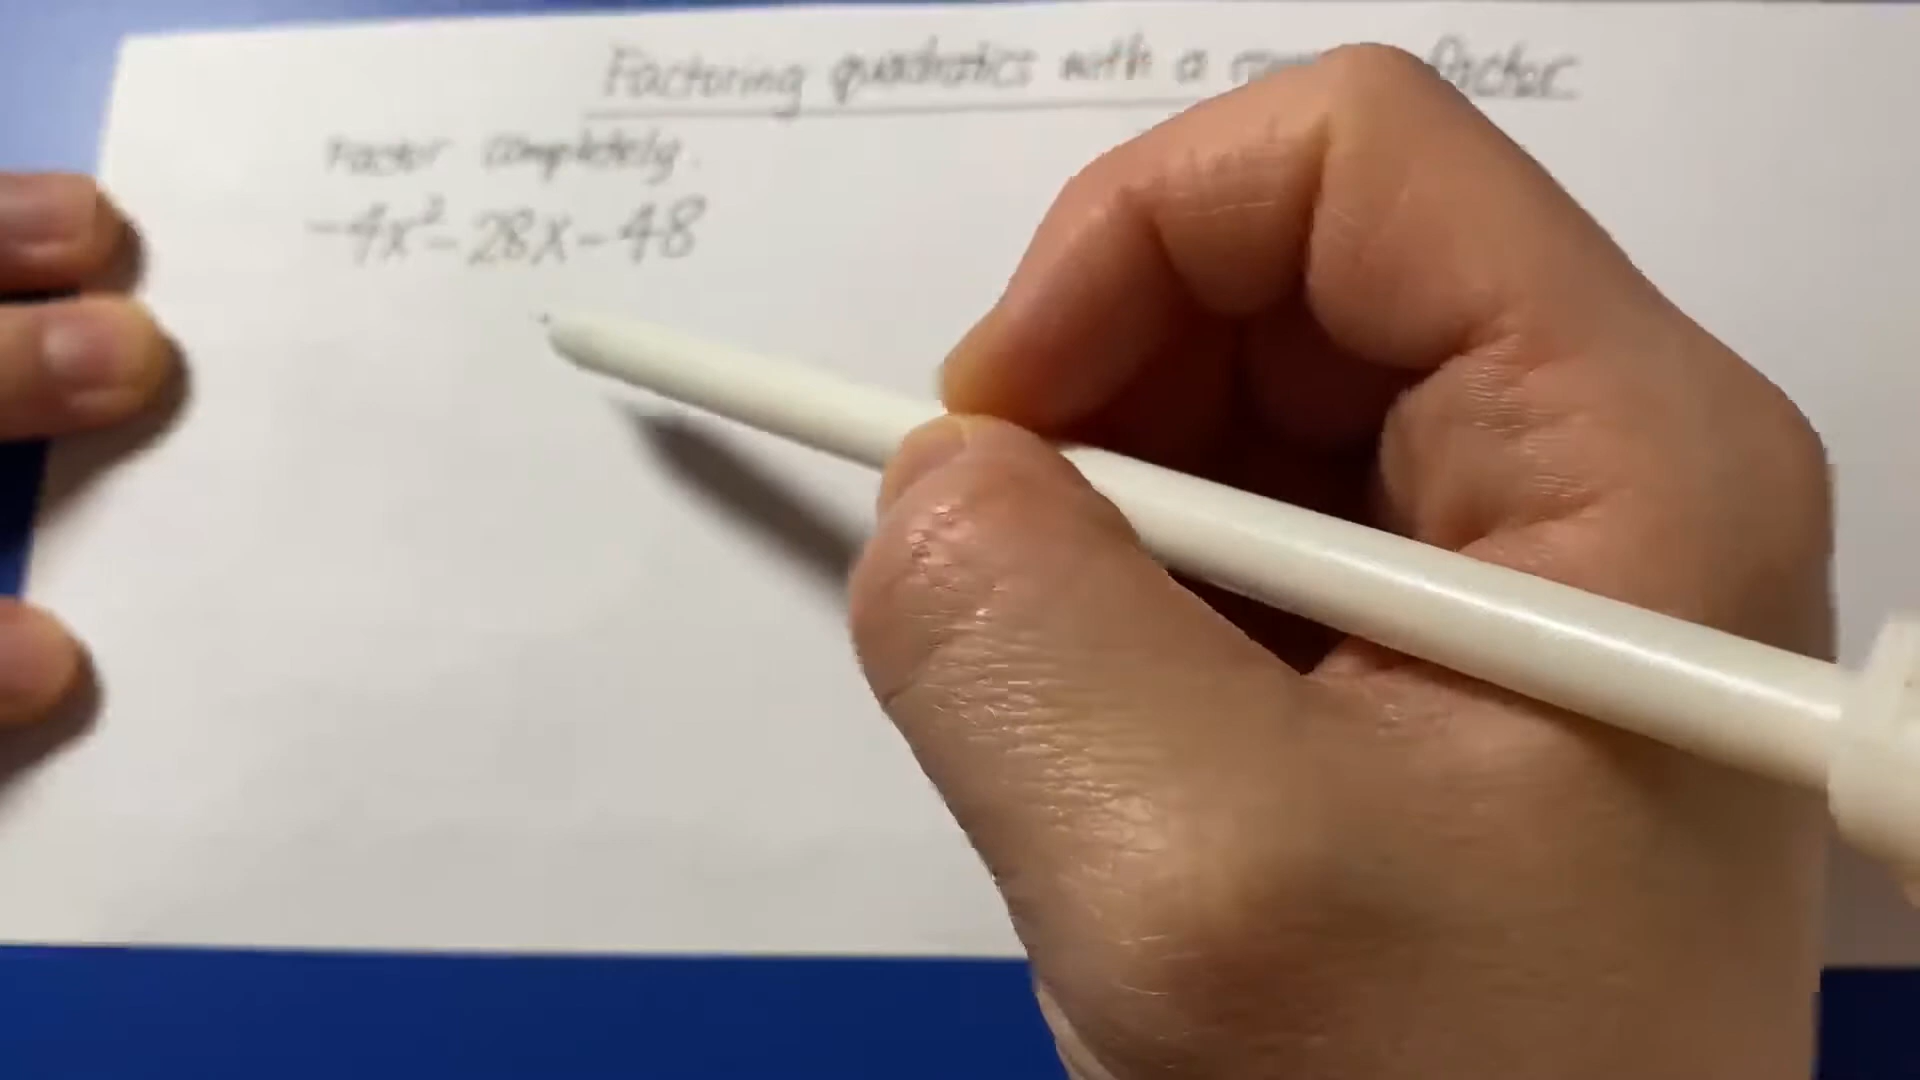 Factoring quadratics with a factor
Factor completely.
-4x²-28x-48